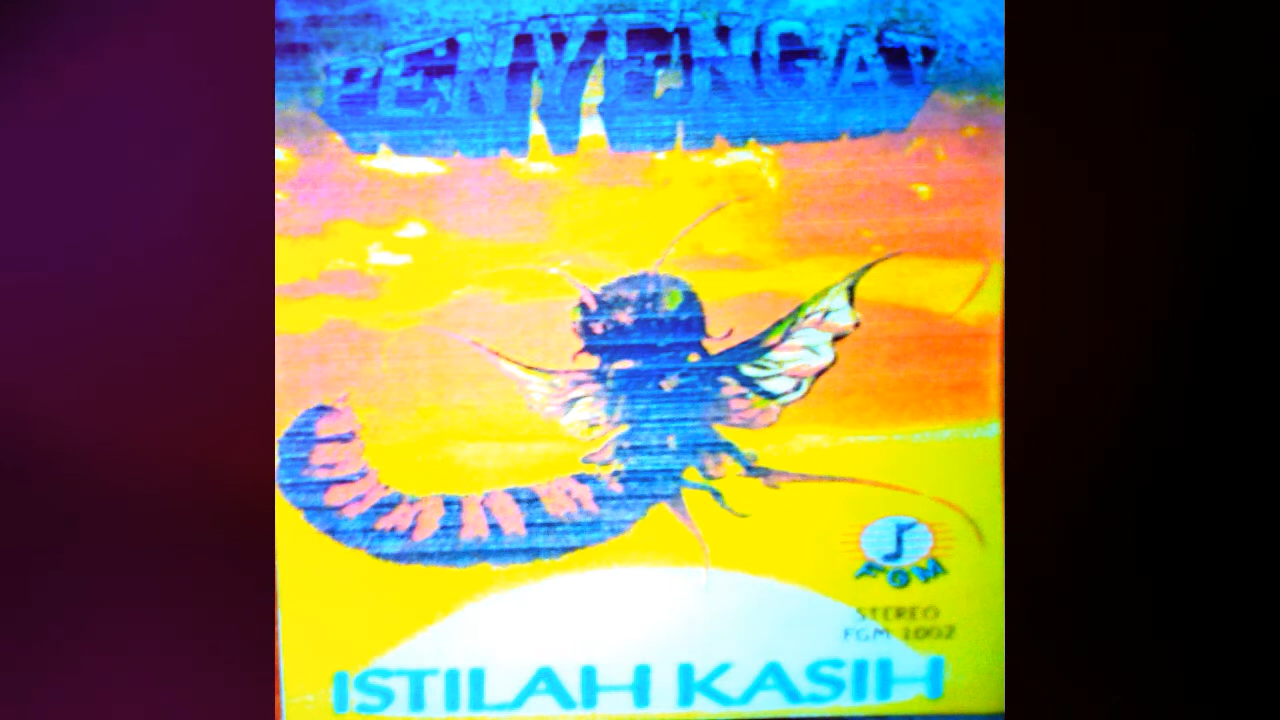 PENYENGAT
FGM
STEREO
FGM 1002
ISTILAH KASIH